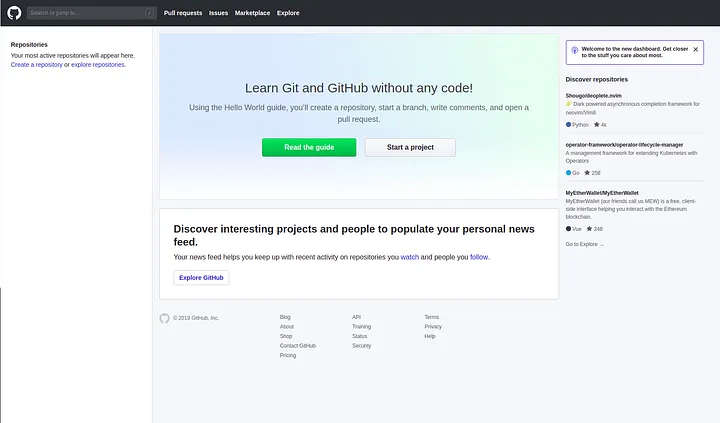 Search or jump to... /
Pull requests Issues Marketplace Explore
Repositories
Your most active repositories will appear here.
Create a repository or explore repositories.
Learn Git and GitHub without any code!
Using the Hello World guide, you'll create a repository, start a branch, write comments, and open a
pull request.
Read the guide
Start a project
Discover interesting projects and people to populate your personal news
feed.
Your news feed helps you keep up with recent activity on repositories you watch and people you follow.
Explore GitHub
Welcome to the new dashboard. Get closer
to the stuff you care about most.
Discover repositories
Shougo/deoplete.nvim
Dark powered asynchronous completion framework for
neovim/Vim8
Python 4k
operator-framework/operator-lifecycle-manager
A management framework for extending Kubernetes with
Operators
Go 258
MyEtherWallet/MyEtherWallet
MyEtherWallet (our friends call us MEW) is a free, client-
side interface helping you interact with the Ethereum
blockchain.
Vue 248
Go to Explore →
© 2019 GitHub, Inc.
Blog
About
Shop
Contact GitHub
Pricing
API
Training
Status
Security
Terms
Privacy
Help